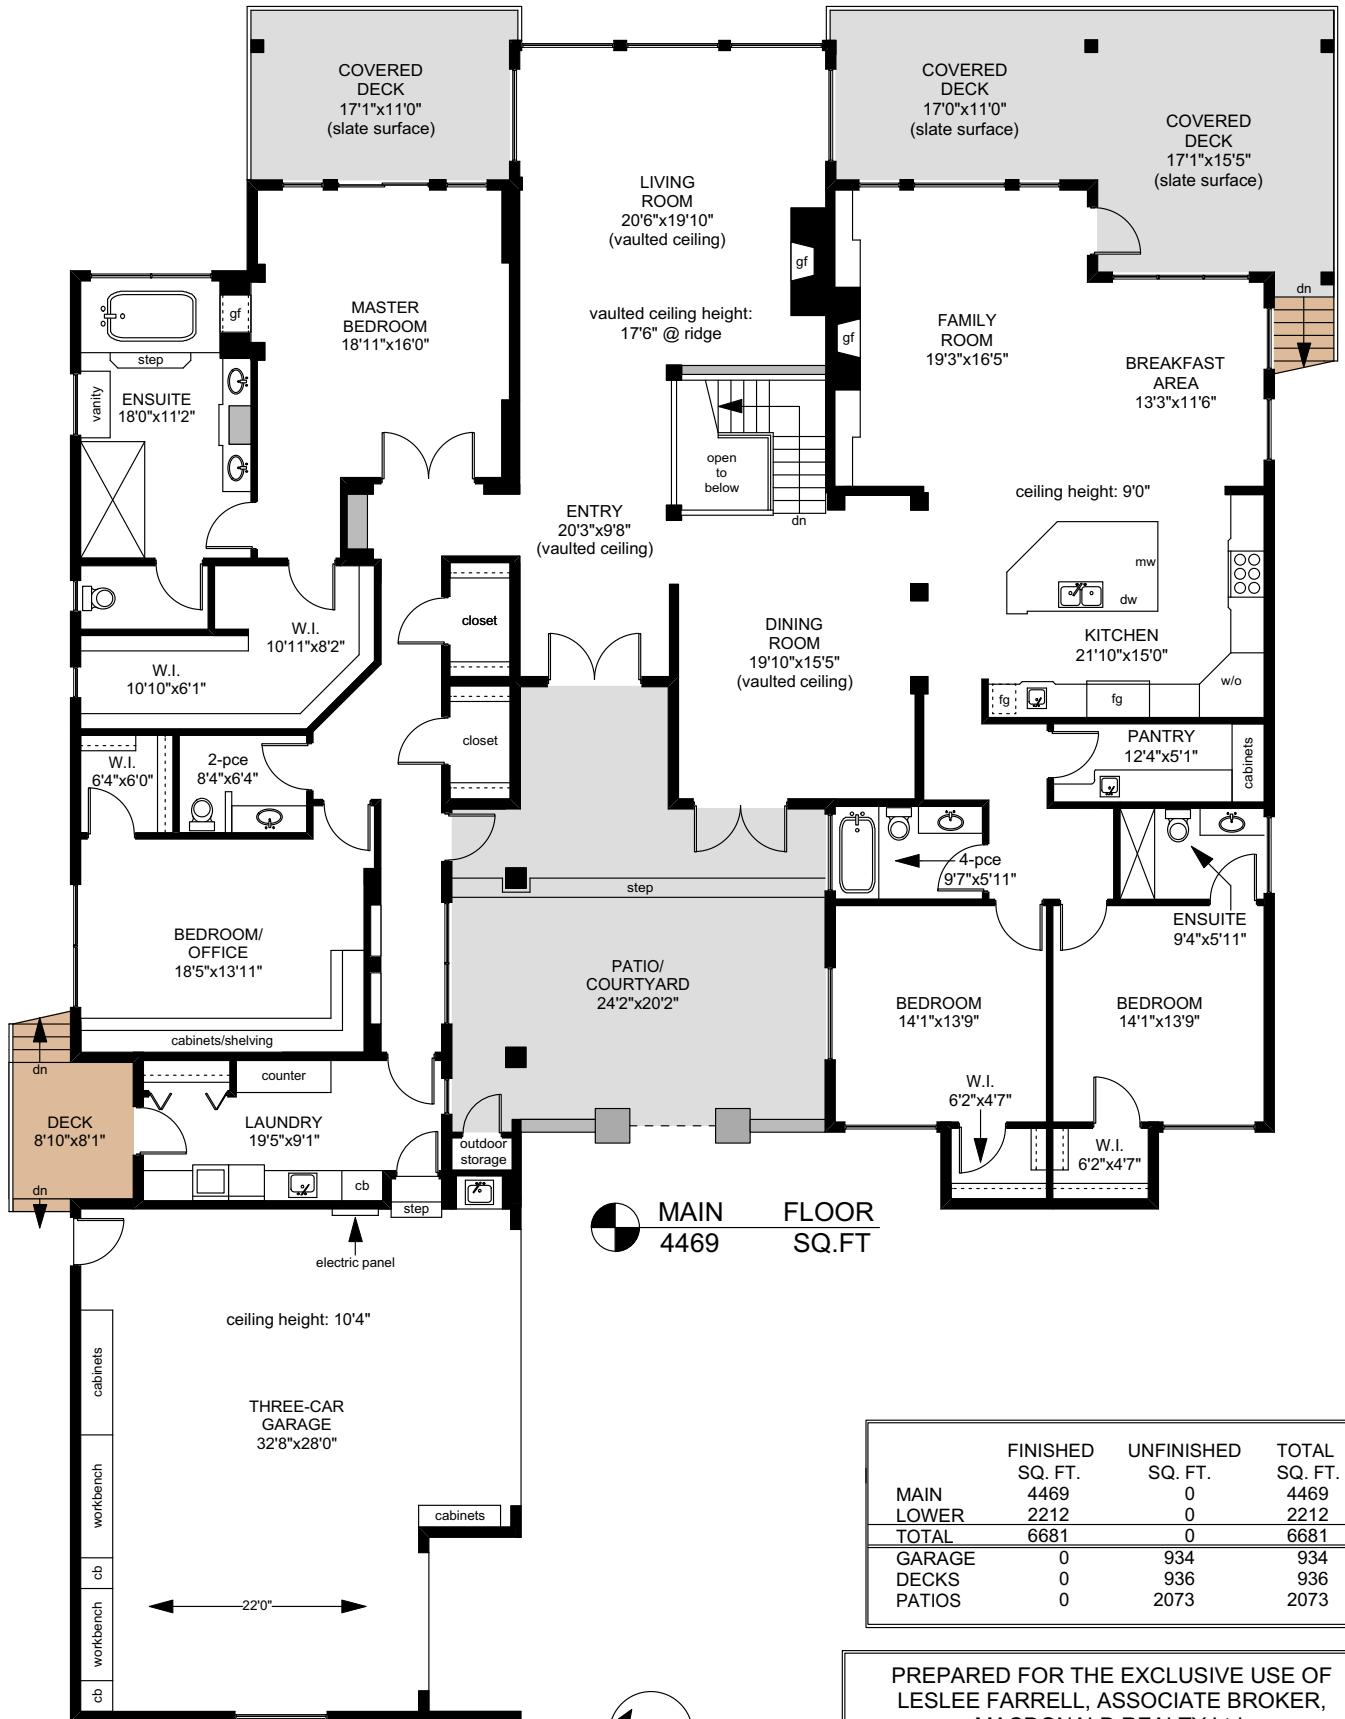 COVERED
DECK
17'1"x11'0"
(slate surface)
COVERED
DECK
17'0"x11'0"
(slate surface)
COVERED
DECK
17'1"x15'5"
(slate surface)
LIVING
ROOM
20'6"x19'10"
(vaulted ceiling)
gf
vaulted ceiling height:
17'6" @ ridge
dn
gf
MASTER
BEDROOM
18'11"x16'0"
gf
FAMILY
ROOM
19'3"x16'5"
step
BREAKFAST
AREA
13'3"x11'6"
vanity
ENSUITE
18'0"x11'2"
open
to
below
dn
ceiling height: 9'0"
ENTRY
20'3"x9'8"
(vaulted ceiling)
mw
dw
closet
W.I.
10'11"x8'2"
DINING
ROOM
19'10"x15'5"
(vaulted ceiling)
KITCHEN
21'10"x15'0"
W.I.
10'10"x6'1"
w/o
fg
fg
closet
PANTRY
12'4"x5'1"
cabinets
W.I.
6'4"x6'0"
2-pce
8'4"x6'4"
4-pce
9'7"x5'11"
step
ENSUITE
9'4"x5'11"
BEDROOM/
OFFICE
18'5"x13'11"
PATIO/
COURTYARD
24'2"x20'2"
BEDROOM
14'1"x13'9"
BEDROOM
14'1"x13'9"
cabinets/shelving
dn
counter
W.I.
6'2"x4'7"
DECK
8'10"x8'1"
LAUNDRY
19'5"x9'1"
outdoor
storage
W.I.
6'2"x4'7"
cb
dn
step
MAIN FLOOR
4469 SQ.FT
electric panel
ceiling height: 10'4"
cabinets
THREE-CAR
GARAGE
32'8"x28'0"
workbench
cabinets
cb
22'0"
workbench
cb
FINISHED UNFINISHED TOTAL
SQ. FT. SQ. FT. SQ. FT.
MAIN 4469 0 4469
LOWER 2212 0 2212
TOTAL 6681 0 6681
GARAGE 0 934 934
DECKS 0 936 936
PATIOS 0 2073 2073
PREPARED FOR THE EXCLUSIVE USE OF
LESLEE FARRELL, ASSOCIATE BROKER,
MACDONALD REALTY Ltd